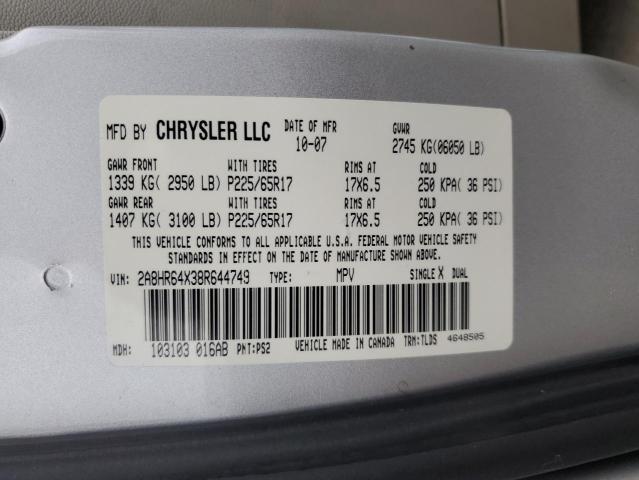 MFD BY CHRYSLER LLC DATE OF MFR GVWR
10-07 2745 KG(06050 LB)
GAWR FRONT WITH TIRES RIMS AT COLD
1339 KG( 2950 LB) P225/65R17 17X6.5 250 KPA( 36 PSI)
GAWR REAR WITH TIRES RIMS AT COLD
1407 KG( 3100 LB) P225/65R17 17X6.5 250 KPA( 36 PSI)
THIS VEHICLE CONFORMS TO ALL APPLICABLE U.S.A. FEDERAL MOTOR VEHICLE SAFETY
STANDARDS IN EFFECT ON THE DATE OF MANUFACTURE SHOWN ABOVE.
VIN: 2A8HR64X38R644749 TYPE: MPV SINGLE X DUAL
MDH: 103103 016AB PNT:PS2 VEHICLE MADE IN CANADA TRM:TLDS 4648505